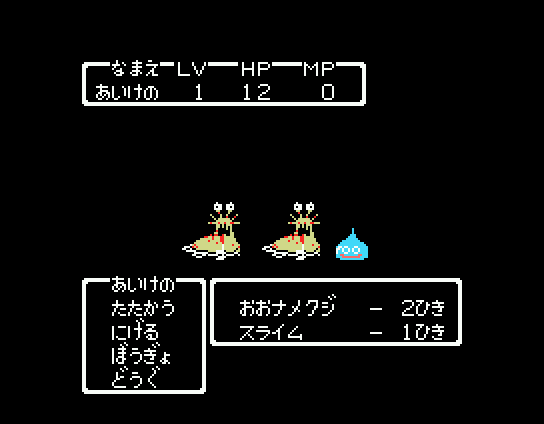 なまえ LV HP MP
あいけの 1 12 0
あいけの
たたかう
にげる
ぼうぎょ
どうぐ
おおナメクジ － 2ひき
スライム － 1ひき